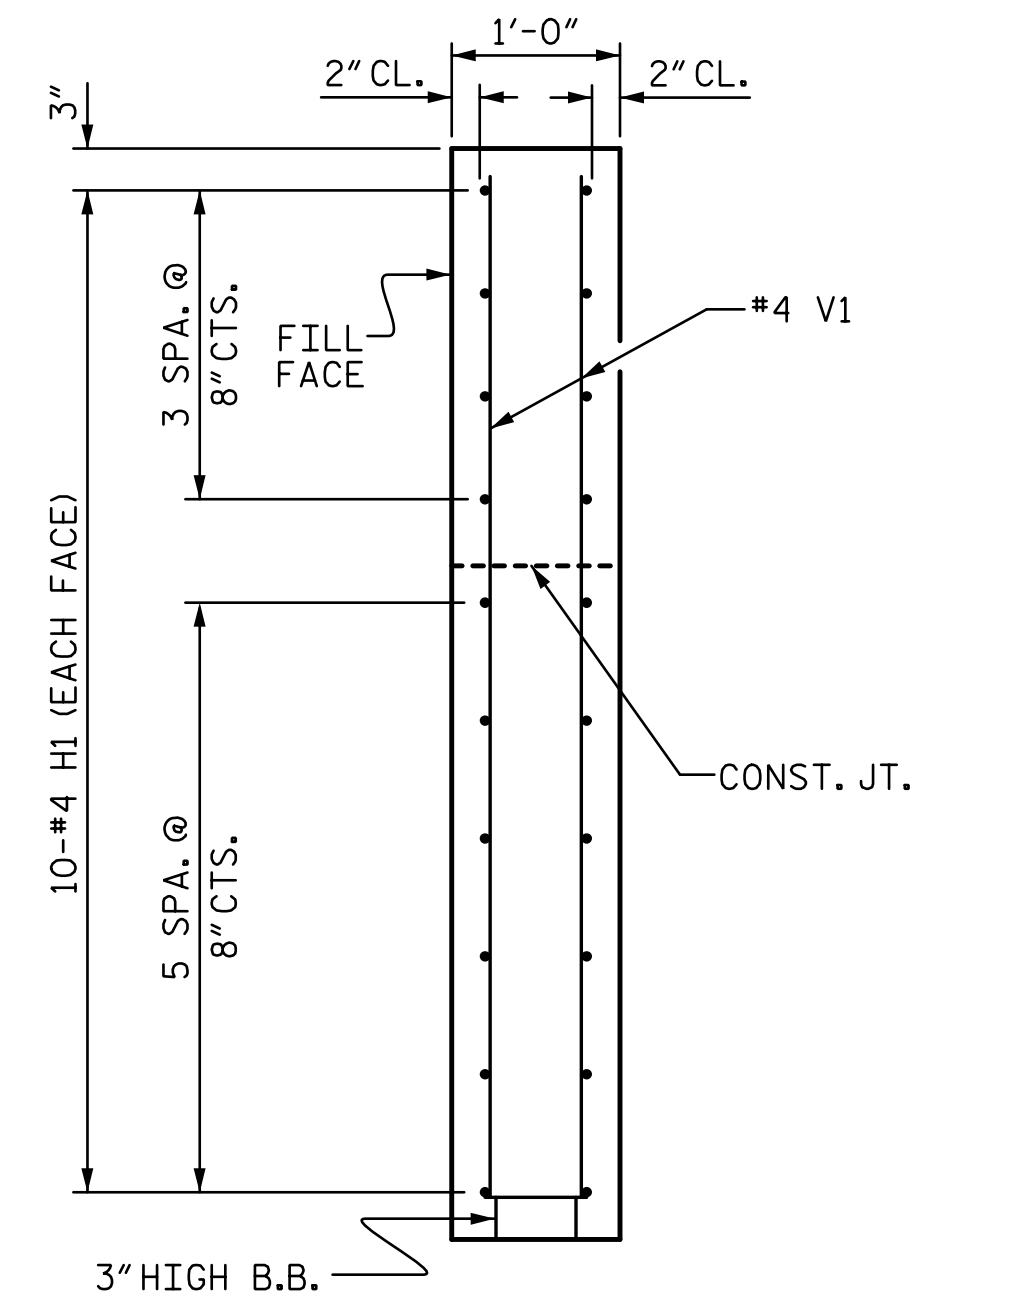 1'-0"
2" CL.
2" CL.
3"
3 SPA. @
8" CTS.
FILL
FACE
#4 V1
10-#4 H1 (EACH FACE)
CONST. JT.
5 SPA. @
8" CTS.
3" HIGH B.B.